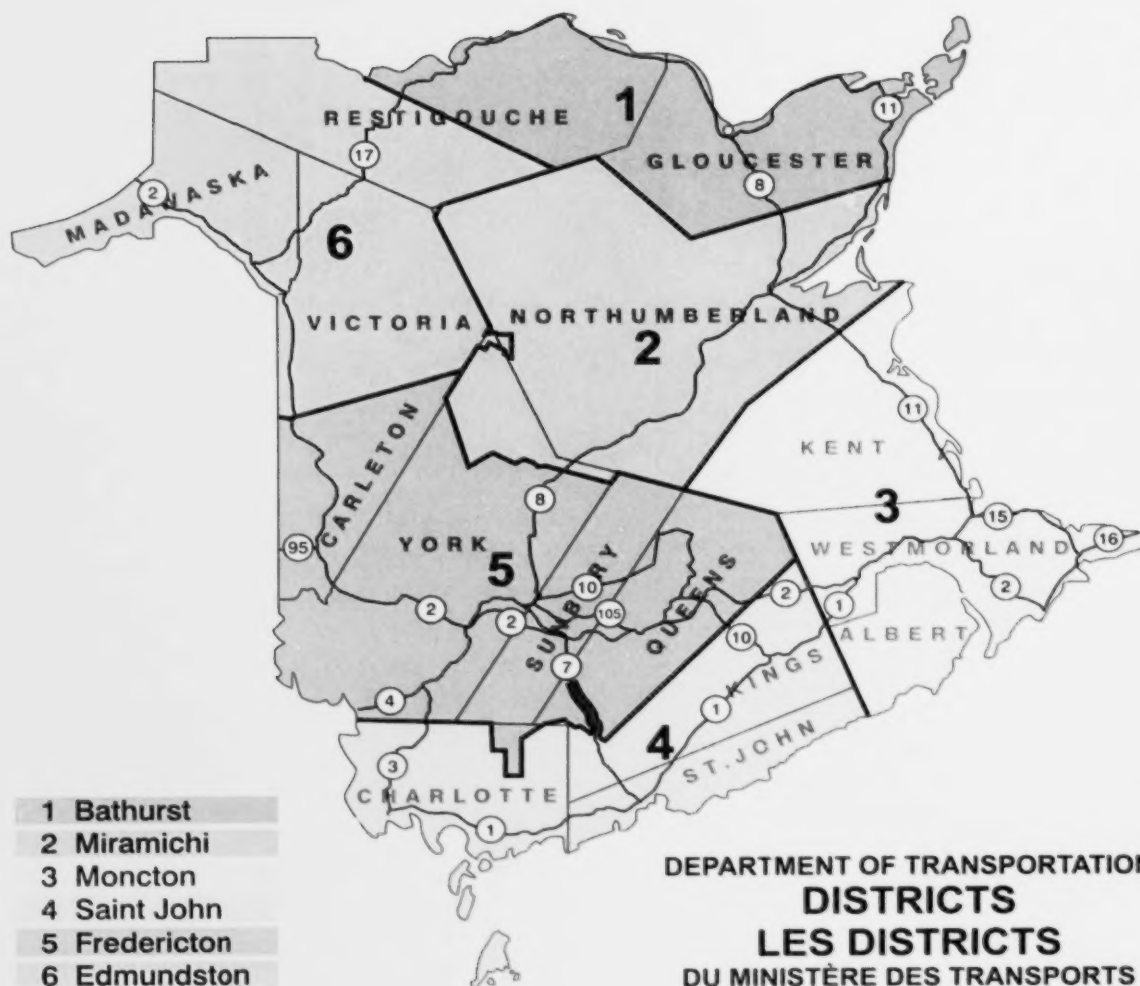 1
11
RESTIGOUCHE
GLOUCESTER
17
8
2
MADAWASKA
6
VICTORIA
NORTHUMBERLAND
2
11
CARLETON
KENT
8
3
95
YORK
5
15
16
WESTMORLAND
SUNBURY
QUEENS
10
2
2
105
2
2
1
10
ALBERT
7
KINGS
4
1
4
ST. JOHN
3
CHARLOTTE
1
1 Bathurst
2 Miramichi
3 Moncton
4 Saint John
5 Fredericton
6 Edmundston
DEPARTMENT OF TRANSPORTATION
DISTRICTS
LES DISTRICTS
DU MINISTÈRE DES TRANSPORTS